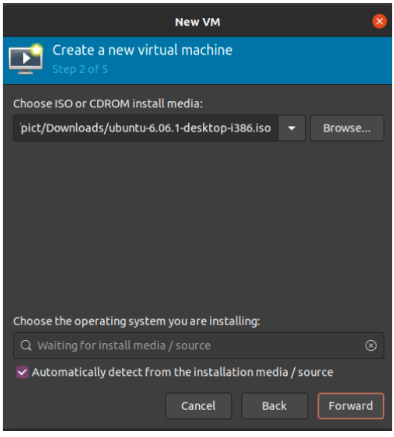 New VM
Create a new virtual machine
Step 2 of 5
Choose ISO or CDROM install media:
pict/Downloads/ubuntu-6.06.1-desktop-i386.iso
Browse...
Choose the operating system you are installing:
Waiting for install media / source
Automatically detect from the installation media / source
Cancel Back Forward